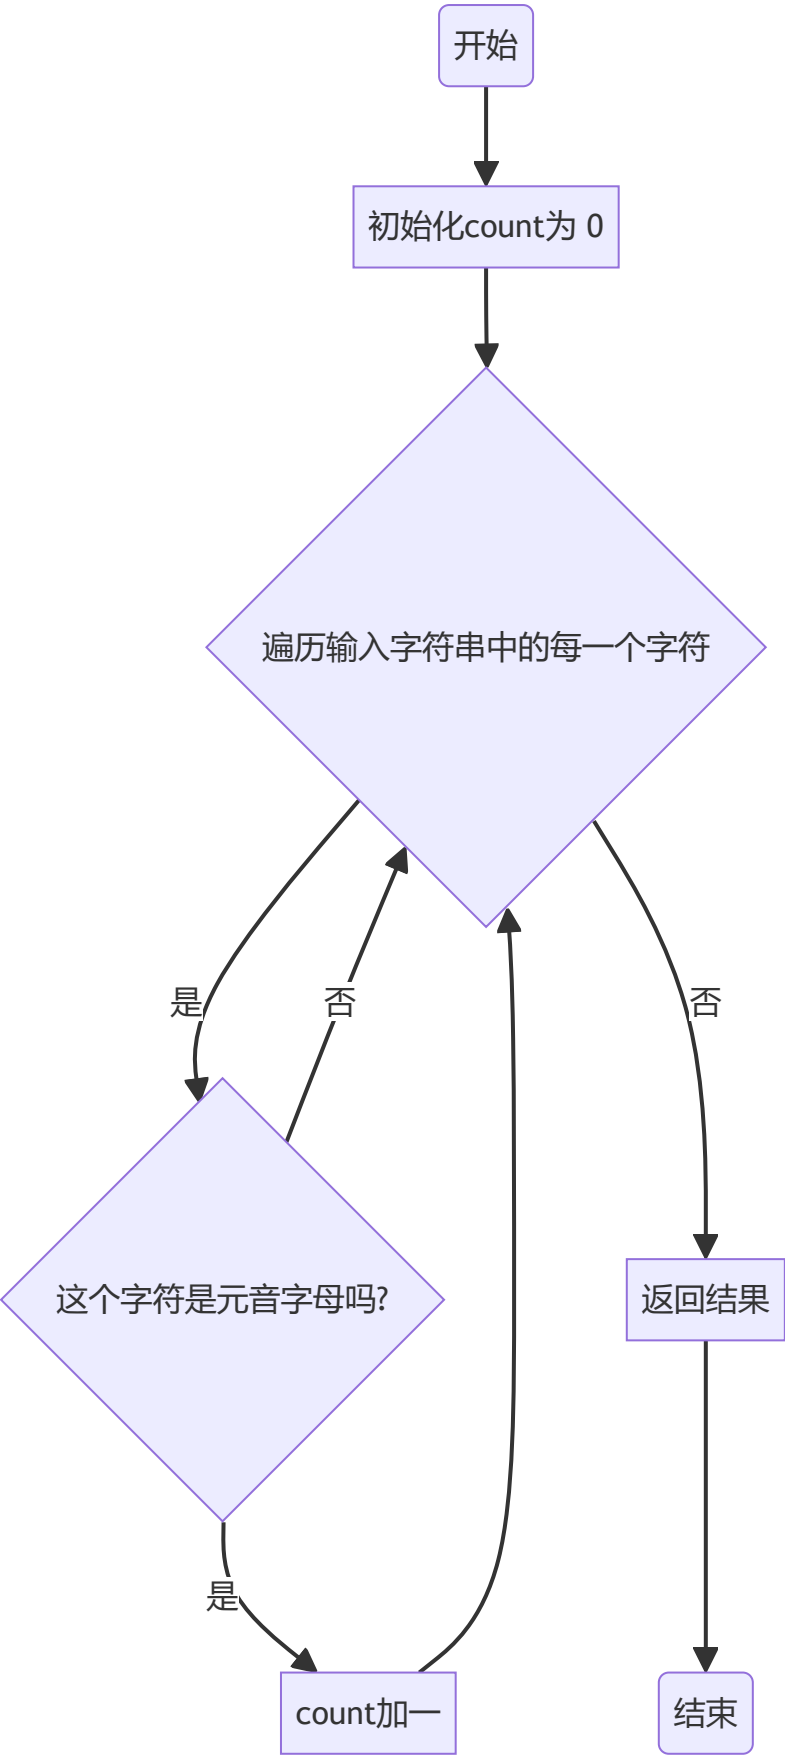 开始
初始化count为 0
遍历输入字符串中的每一个字符
是
否
否
这个字符是元音字母吗?
返回结果
是
count加一
结束